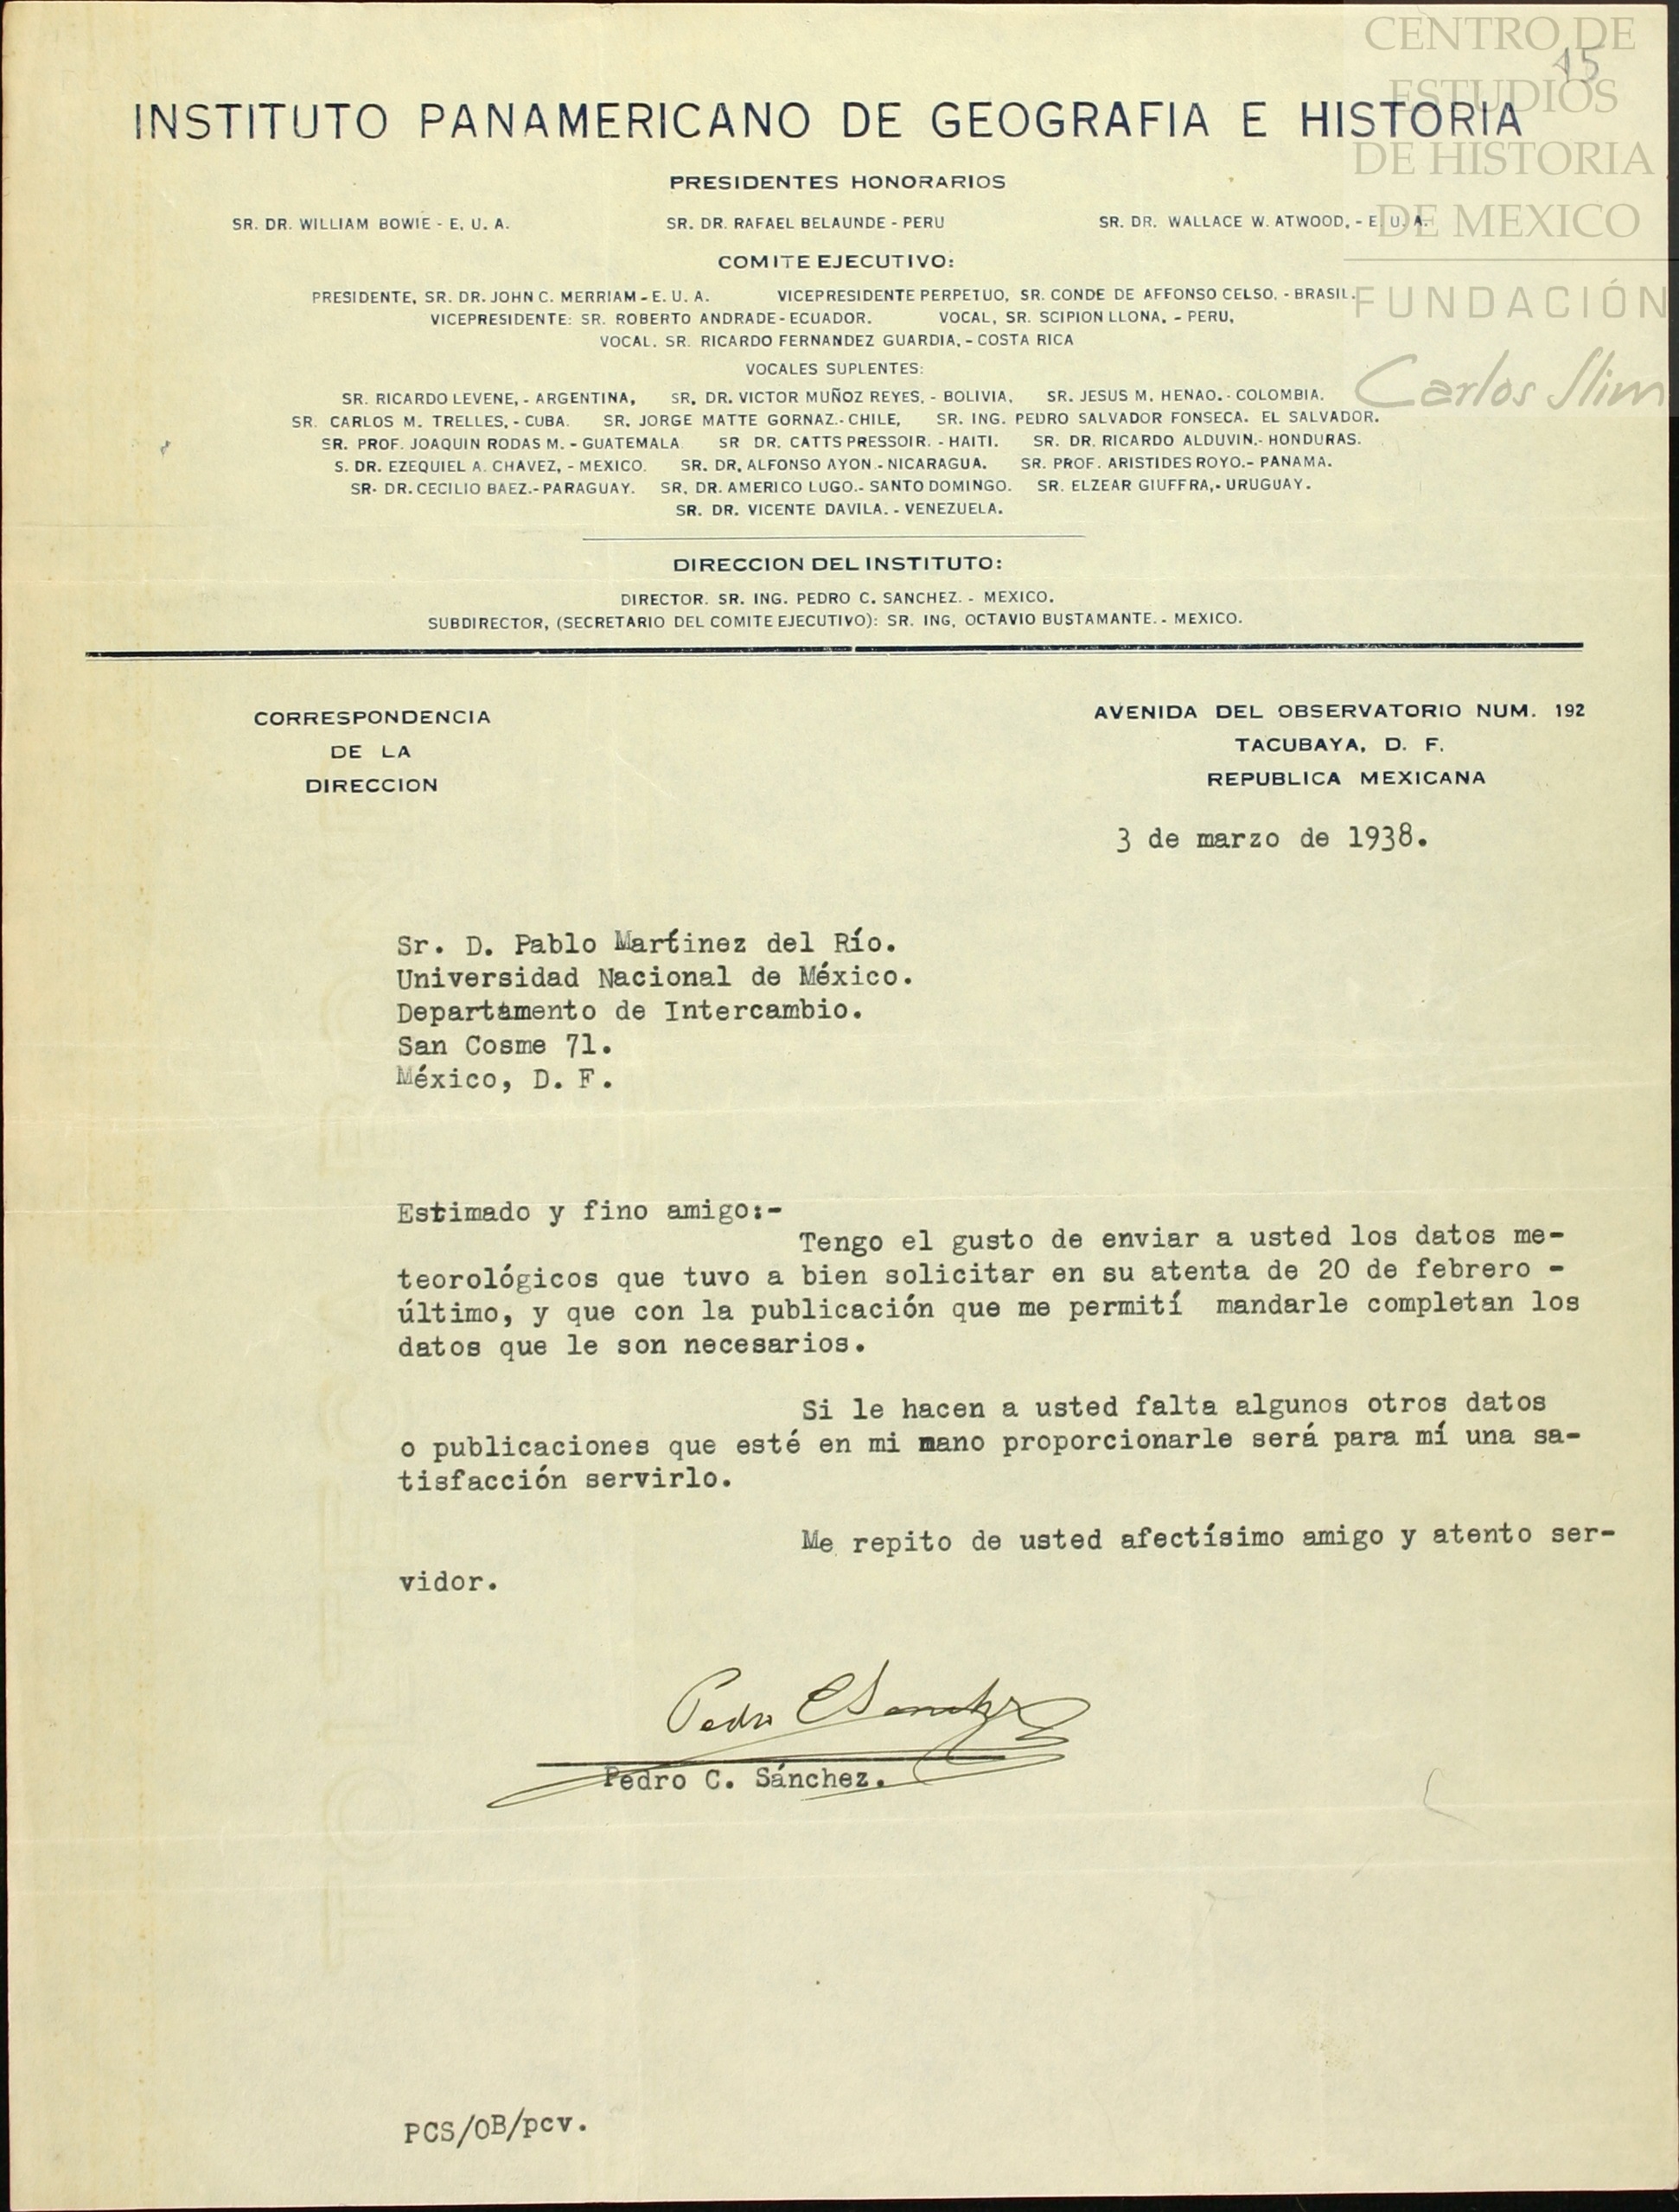 CENTRO DE
ESTUDIOS
DE HISTORIA
DE MEXICO
FUNDACIÓN
Carlos Slim
15
INSTITUTO PANAMERICANO DE GEOGRAFIA E HISTORIA
PRESIDENTES HONORARIOS
SR. DR. WILLIAM BOWIE - E. U. A. SR. DR. RAFAEL BELAUNDE - PERU SR. DR. WALLACE W. ATWOOD. - E. U. A.
COMITE EJECUTIVO:
PRESIDENTE, SR. DR. JOHN C. MERRIAM - E. U. A. VICEPRESIDENTE PERPETUO, SR. CONDE DE AFFONSO CELSO. - BRASIL.
VICEPRESIDENTE: SR. ROBERTO ANDRADE - ECUADOR. VOCAL, SR. SCIPION LLONA. - PERU,
VOCAL. SR. RICARDO FERNANDEZ GUARDIA. - COSTA RICA
VOCALES SUPLENTES:
SR. RICARDO LEVENE, - ARGENTINA, SR, DR. VICTOR MUÑOZ REYES. - BOLIVIA. SR. JESUS M. HENAO. - COLOMBIA.
SR. CARLOS M. TRELLES, - CUBA. SR. JORGE MATTE GORNAZ.- CHILE, SR. ING. PEDRO SALVADOR FONSECA. EL SALVADOR.
SR. PROF. JOAQUIN RODAS M. - GUATEMALA. SR DR. CATTS PRESSOIR. - HAITI. SR. DR. RICARDO ALDUVIN.- HONDURAS.
S. DR. EZEQUIEL A. CHAVEZ, - MEXICO. SR. DR, ALFONSO AYON.- NICARAGUA. SR. PROF. ARISTIDES ROYO.- PANAMA.
SR. DR. CECILIO BAEZ.- PARAGUAY. SR, DR. AMERICO LUGO.- SANTO DOMINGO. SR. ELZEAR GIUFFRA,- URUGUAY.
SR. DR. VICENTE DAVILA. - VENEZUELA.
DIRECCION DEL INSTITUTO:
DIRECTOR. SR. ING. PEDRO C. SANCHEZ. - MEXICO.
SUBDIRECTOR, (SECRETARIO DEL COMITE EJECUTIVO): SR. ING, OCTAVIO BUSTAMANTE. - MEXICO.
CORRESPONDENCIA
DE LA
DIRECCION
AVENIDA DEL OBSERVATORIO NUM. 192
TACUBAYA, D. F.
REPUBLICA MEXICANA
3 de marzo de 1938.
Sr. D. Pablo Martínez del Río.
Universidad Nacional de México.
Departamento de Intercambio.
San Cosme 71.
México, D. F.
Estimado y fino amigo:-
Tengo el gusto de enviar a usted los datos me-
teorológicos que tuvo a bien solicitar en su atenta de 20 de febrero -
último, y que con la publicación que me permití mandarle completan los
datos que le son necesarios.
Si le hacen a usted falta algunos otros datos
o publicaciones que esté en mi mano proporcionarle será para mí una sa-
tisfacción servirlo.
Me repito de usted afectísimo amigo y atento ser-
vidor.
Pedro C Sanchez
Pedro C. Sánchez.
PCS/OB/pcv.